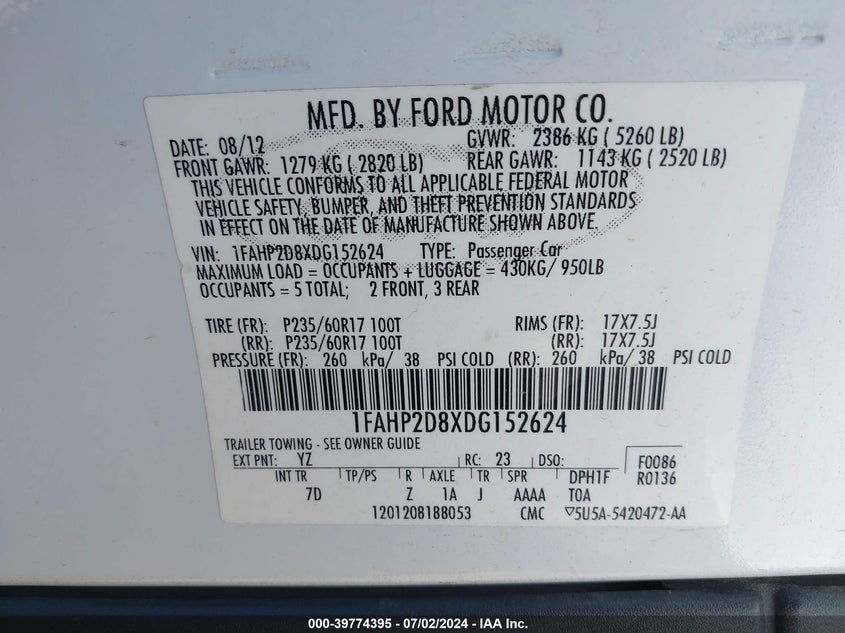 MFD. BY FORD MOTOR CO.
DATE: 08/12 GVWR: 2386 KG ( 5260 LB)
FRONT GAWR: 1279 KG ( 2820 LB) REAR GAWR: 1143 KG ( 2520 LB)
THIS VEHICLE CONFORMS TO ALL APPLICABLE FEDERAL MOTOR
VEHICLE SAFETY, BUMPER, AND THEFT PREVENTION STANDARDS
IN EFFECT ON THE DATE OF MANUFACTURE SHOWN ABOVE.
VIN: 1FAHP2D8XDG152624 TYPE: Passenger Car
MAXIMUM LOAD = OCCUPANTS + LUGGAGE = 430KG/ 950LB
OCCUPANTS = 5 TOTAL; 2 FRONT, 3 REAR
TIRE (FR): P235/60R17 100T RIMS (FR): 17X7.5J
(RR): P235/60R17 100T (RR): 17X7.5J
PRESSURE (FR): 260 kPa/ 38 PSI COLD (RR): 260 kPa/ 38 PSI COLD
1FAHP2D8XDG152624
TRAILER TOWING - SEE OWNER GUIDE
EXT PNT: YZ RC: 23 DSO: F0086
INT TR TP/PS R AXLE TR SPR DPH1F R0136
7D Z 1A J AAAA TOA
1201208188053 CMC ▽5U5A-5420472-AA
000-39774395 - 07/02/2024 - IAA Inc.